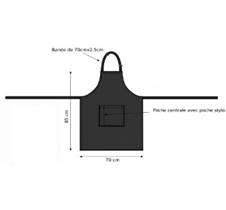 Bande de 70cmx2.5cm
Poche centrale avec poche stylo
85 cm
70 cm